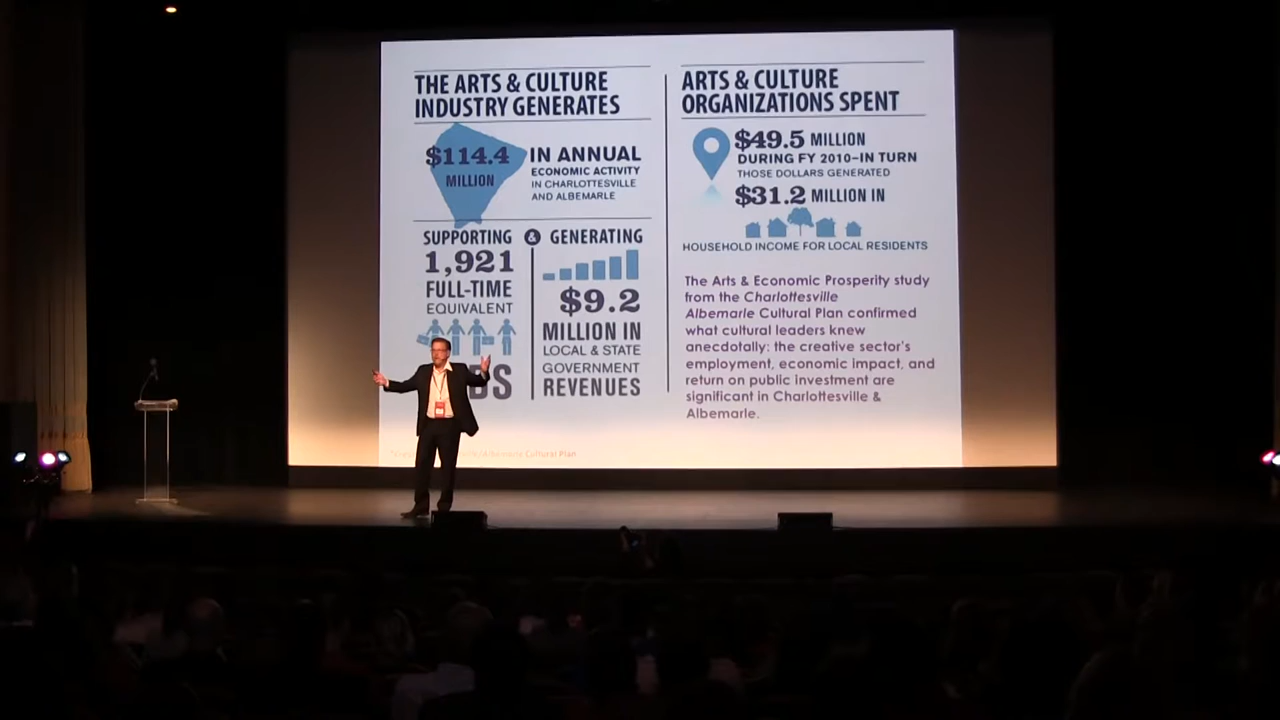 THE ARTS & CULTURE
INDUSTRY GENERATES
$114.4
MILLION
IN ANNUAL
ECONOMIC ACTIVITY
IN CHARLOTTESVILLE
AND ALBEMARLE
SUPPORTING
1,921
FULL-TIME
EQUIVALENT
BS
&
GENERATING
$9.2
MILLION IN
LOCAL & STATE
GOVERNMENT
REVENUES
ARTS & CULTURE
ORGANIZATIONS SPENT
$49.5 MILLION
DURING FY 2010–IN TURN
THOSE DOLLARS GENERATED
$31.2 MILLION IN
HOUSEHOLD INCOME FOR LOCAL RESIDENTS
The Arts & Economic Prosperity study
from the Charlottesville
Albemarle Cultural Plan confirmed
what cultural leaders knew
anecdotally: the creative sector's
employment, economic impact, and
return on public investment are
significant in Charlottesville &
Albemarle.
/Albemarle Cultural Plan